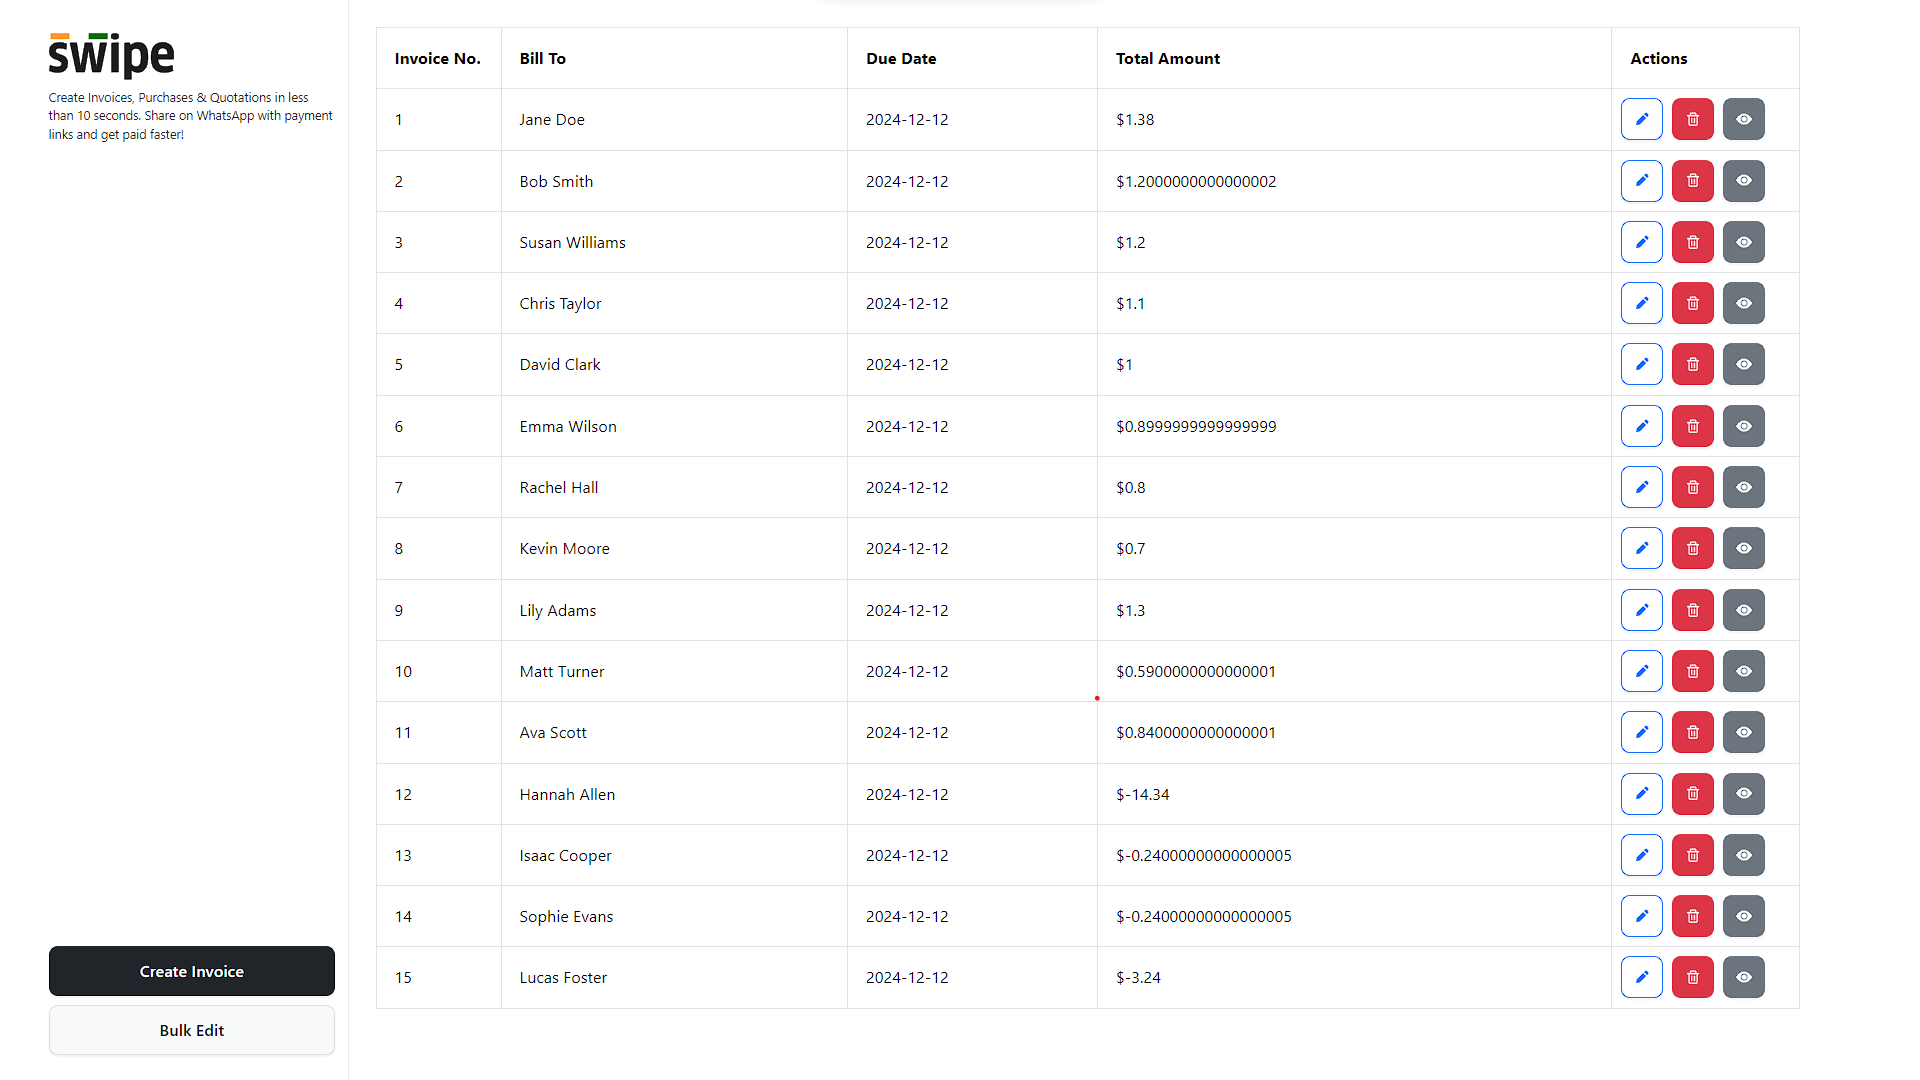 swipe
Create Invoices, Purchases & Quotations in less
than 10 seconds. Share on WhatsApp with payment
links and get paid faster!
Create Invoice
Bulk Edit
Invoice No. Bill To Due Date Total Amount Actions
1 Jane Doe 2024-12-12 $1.38
2 Bob Smith 2024-12-12 $1.2000000000000002
3 Susan Williams 2024-12-12 $1.2
4 Chris Taylor 2024-12-12 $1.1
5 David Clark 2024-12-12 $1
6 Emma Wilson 2024-12-12 $0.8999999999999999
7 Rachel Hall 2024-12-12 $0.8
8 Kevin Moore 2024-12-12 $0.7
9 Lily Adams 2024-12-12 $1.3
10 Matt Turner 2024-12-12 $0.5900000000000001
11 Ava Scott 2024-12-12 $0.8400000000000001
12 Hannah Allen 2024-12-12 $-14.34
13 Isaac Cooper 2024-12-12 $-0.24000000000000005
14 Sophie Evans 2024-12-12 $-0.24000000000000005
15 Lucas Foster 2024-12-12 $-3.24